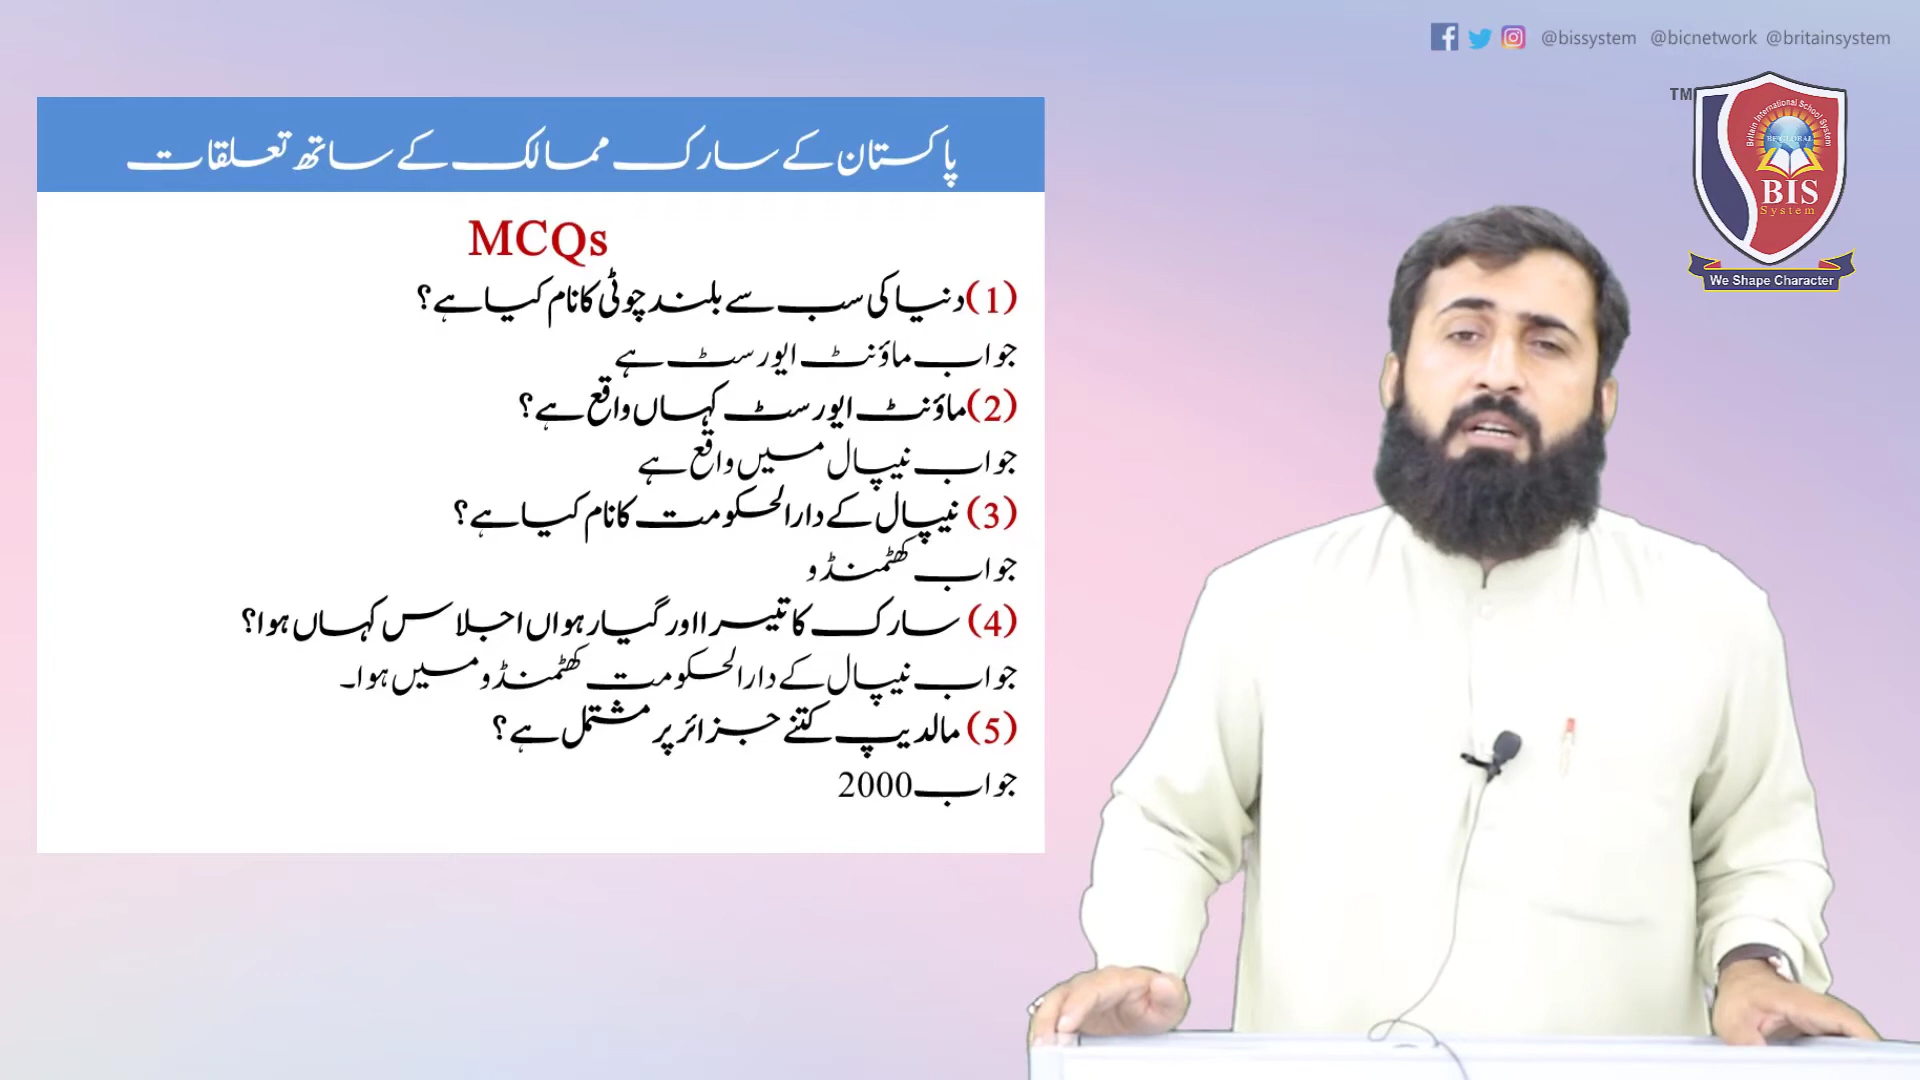 @bissystem @bicnetwork @britainsystem
TM
Britain International School System
BIS
System
We Shape Character
پاکستان کے سارک ممالک کے ساتھ تعلقات
MCQs
(1) دنیا کی سب سے بلند چوٹی کا نام کیا ہے؟
جواب ماؤنٹ ایورسٹ ہے
(2) ماؤنٹ ایورسٹ کہاں واقع ہے؟
جواب نیپال میں واقع ہے
(3) نیپال کے دارالحکومت کا نام کیا ہے؟
جواب کھٹمنڈو
(4) سارک کا تیسرا اور گیارہواں اجلاس کہاں ہوا؟
جواب نیپال کے دارالحکومت کھٹمنڈو میں ہوا۔
(5) مالدیپ کتنے جزائر پر مشتمل ہے؟
جواب 2000